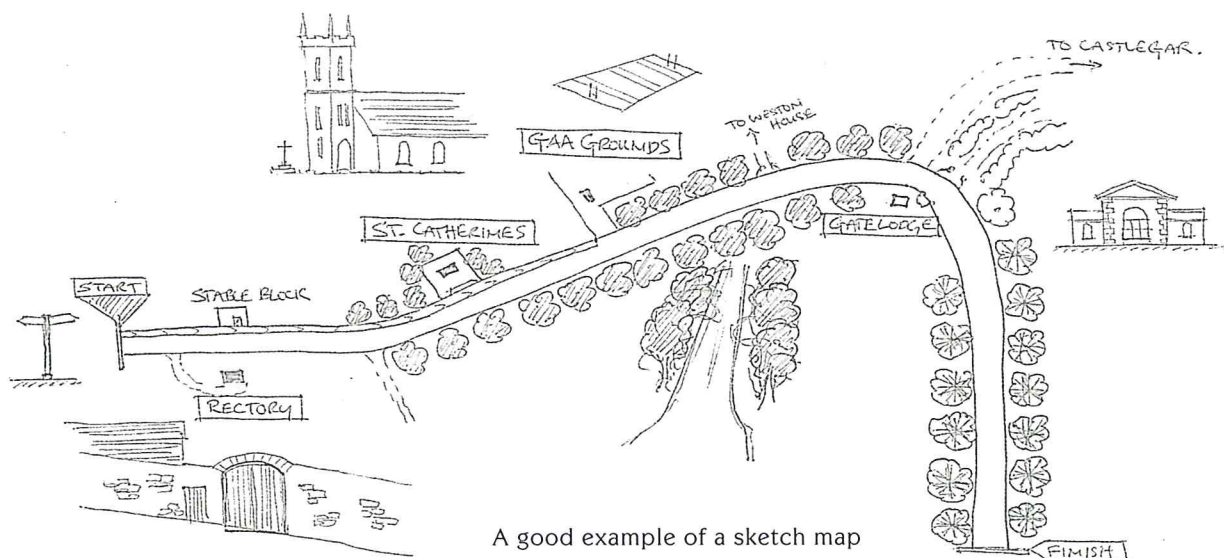 TO CASTLEGAR.
TO WESTON
HOUSE
GAA GROUNDS
ST. CATHERINES
GATELODGE
START
STABLE BLOCK
RECTORY
A good example of a sketch map
FINISH